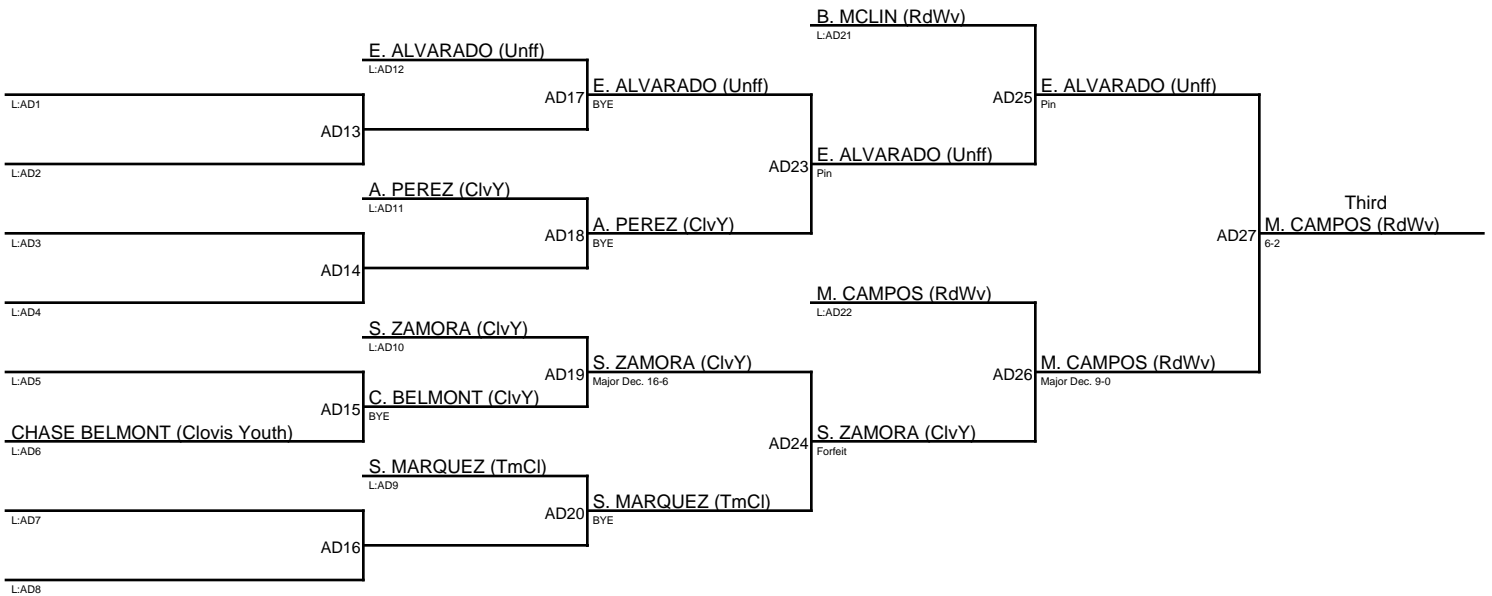 B. MCLIN (RdWv)
L:AD21
E. ALVARADO (Unff)
L:AD12
AD17
E. ALVARADO (Unff)
BYE
AD25
E. ALVARADO (Unff)
Pin
L:AD1
AD13
L:AD2
AD23
E. ALVARADO (Unff)
Pin
A. PEREZ (ClvY)
L:AD11
AD18
A. PEREZ (ClvY)
BYE
L:AD3
AD14
L:AD4
Third
AD27
M. CAMPOS (RdWv)
6-2
M. CAMPOS (RdWv)
L:AD22
S. ZAMORA (ClvY)
L:AD10
AD19
S. ZAMORA (ClvY)
Major Dec. 16-6
AD26
M. CAMPOS (RdWv)
Major Dec. 9-0
L:AD5
AD15
C. BELMONT (ClvY)
BYE
CHASE BELMONT (Clovis Youth)
L:AD6
AD24
S. ZAMORA (ClvY)
Forfeit
S. MARQUEZ (TmCl)
L:AD9
AD20
S. MARQUEZ (TmCl)
BYE
L:AD7
AD16
L:AD8